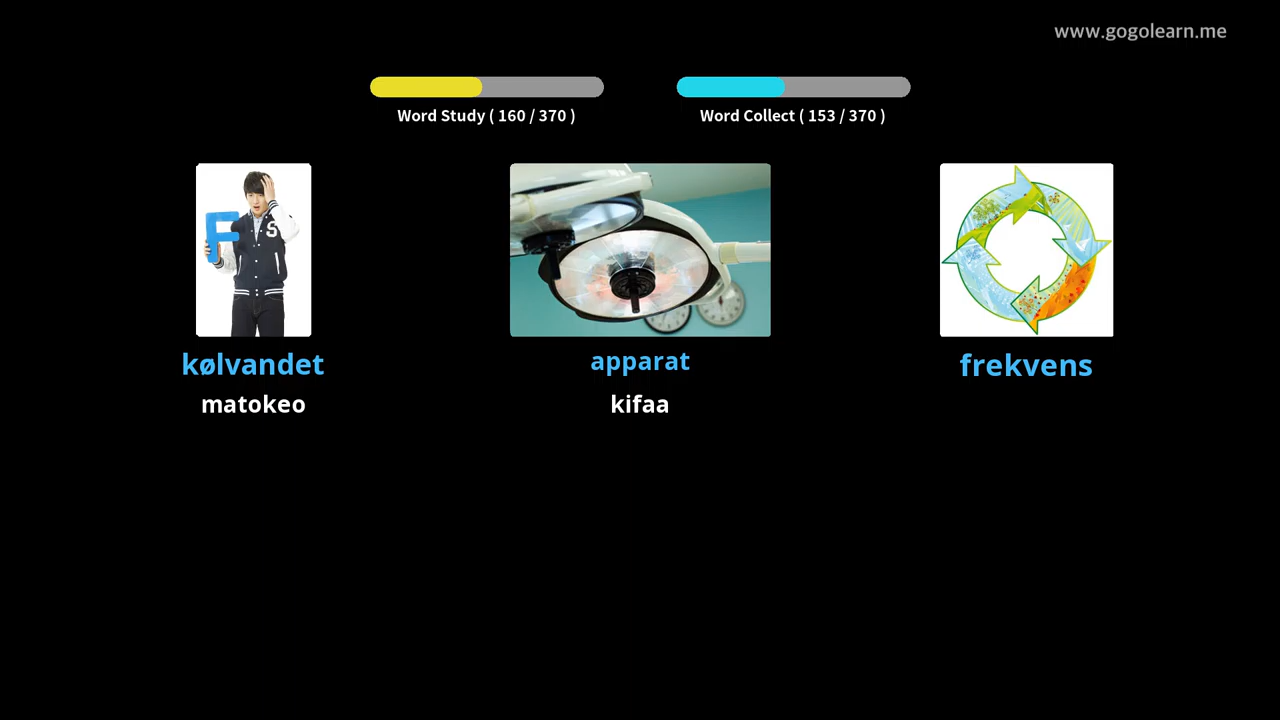 www.gogolearn.me
Word Study ( 160 / 370 )
Word Collect ( 153 / 370 )
F
S
kølvandet
apparat
frekvens
matokeo
kifaa